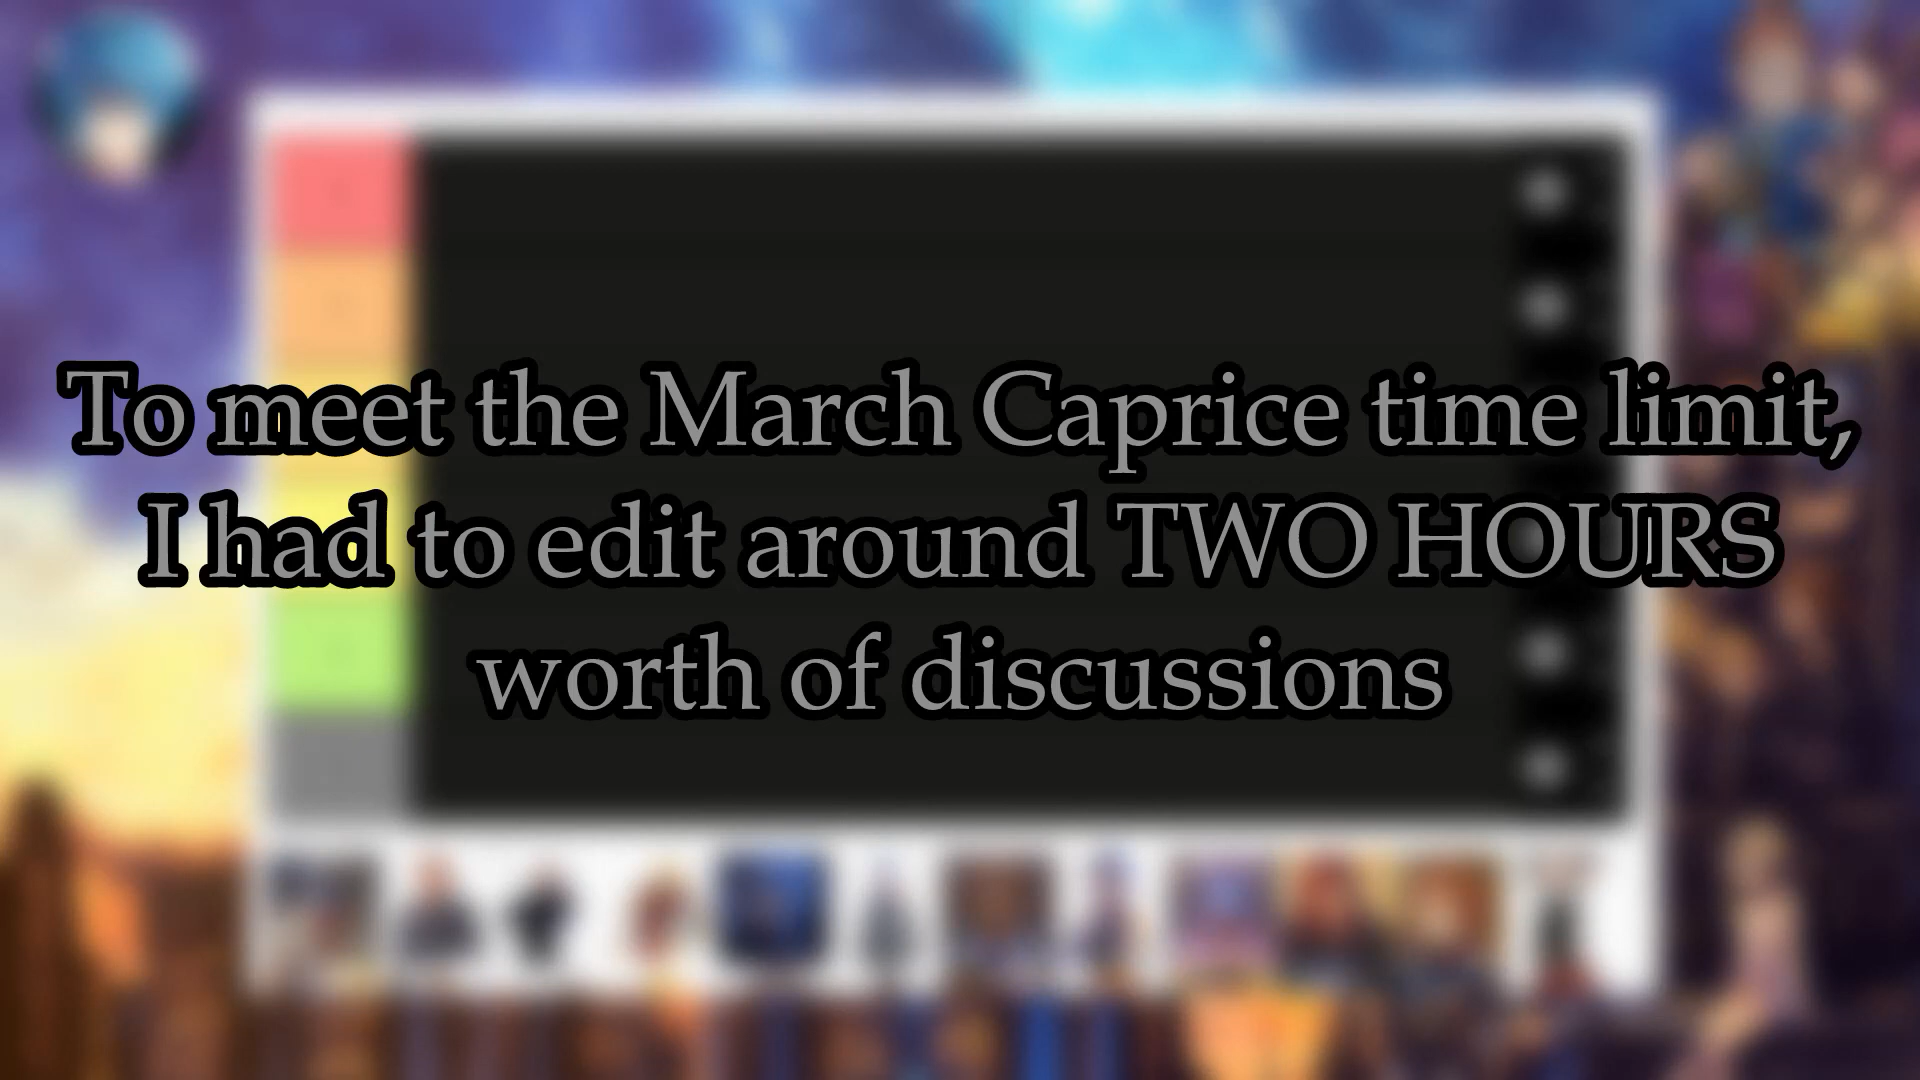 To meet the March Caprice time limit,
I had to edit around TWO HOURS
worth of discussions